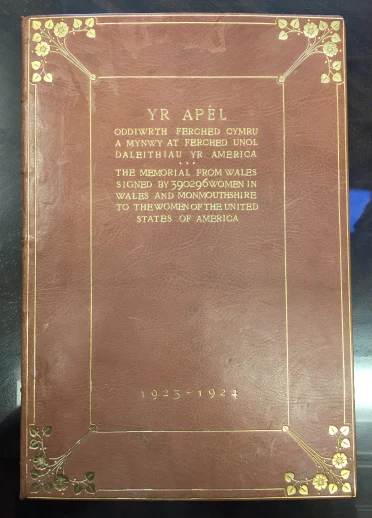 YR APÊL
ODDIWRTH FERCHED CYMRU
A MYNWY AT FERCHED UNOL
DALEITHIAU YR AMERICA
THE MEMORIAL FROM WALES
SIGNED BY 390296 WOMEN IN
WALES AND MONMOUTHSHIRE
TO THE WOMEN OF THE UNITED
STATES OF AMERICA
1923-1924